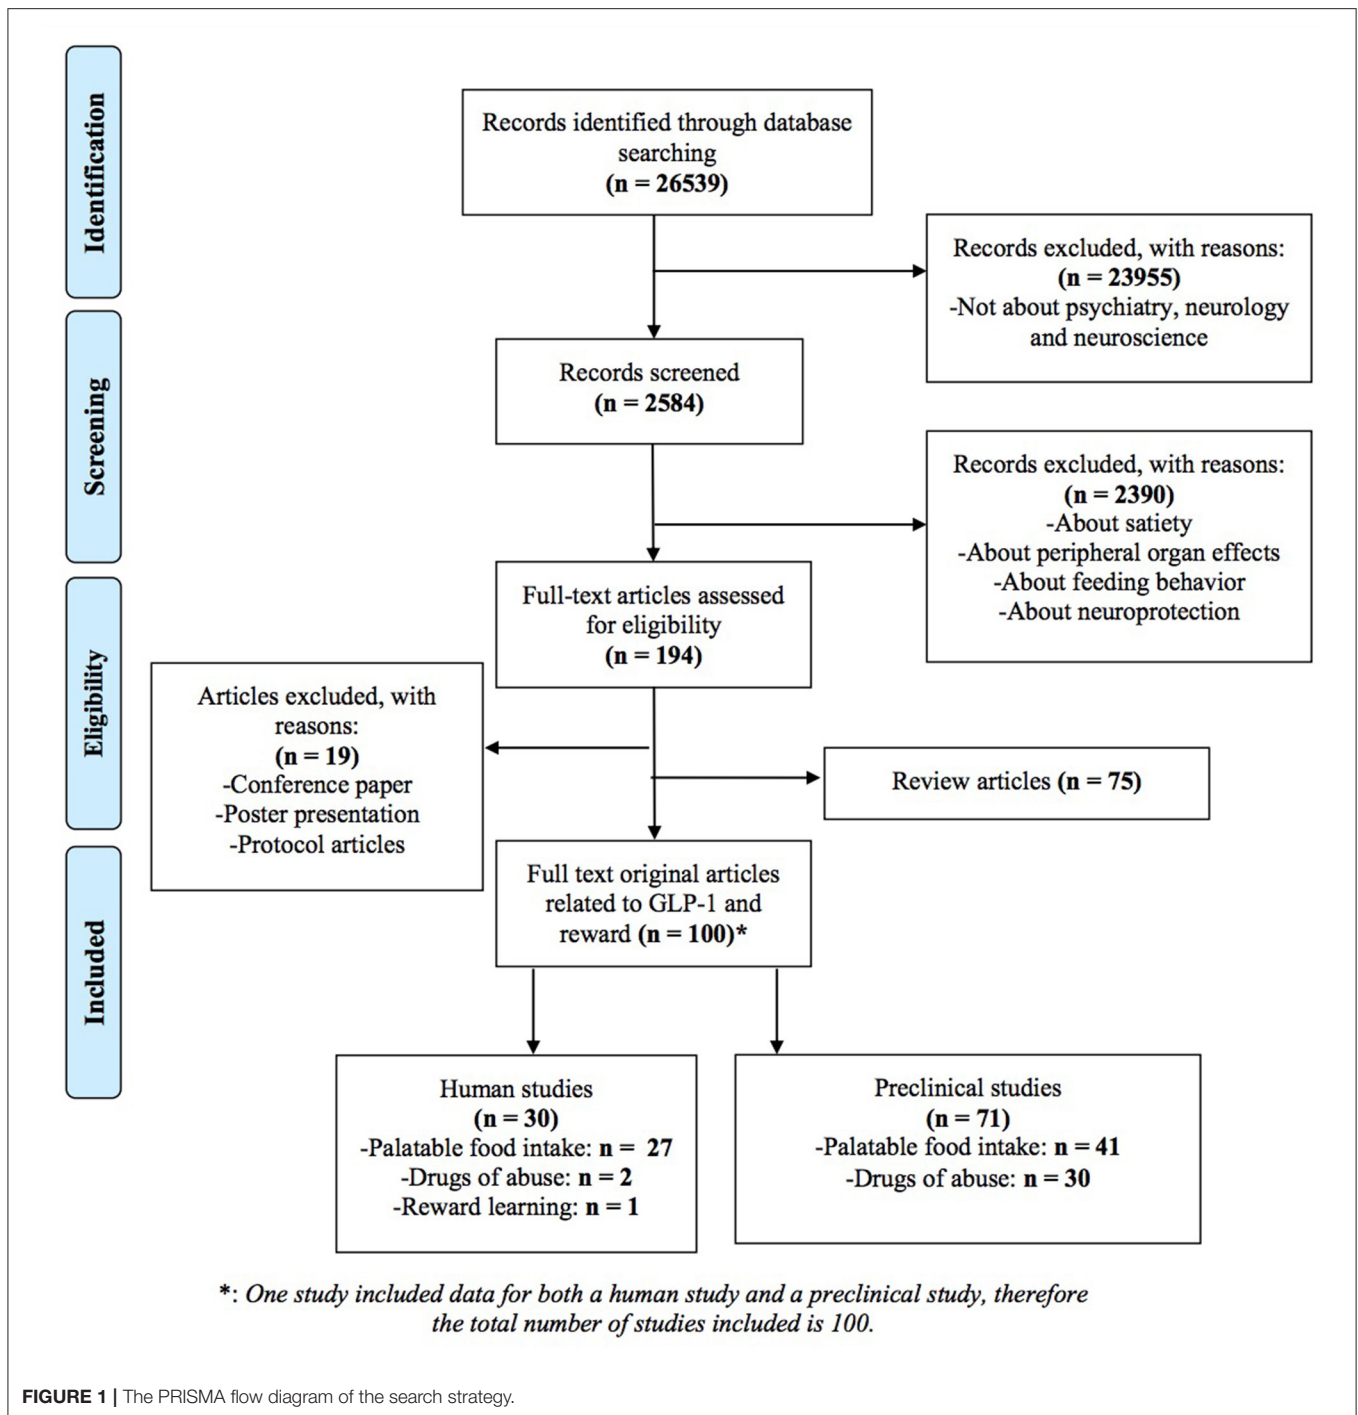 Identification
Records identified through database
searching
(n = 26539)
Records excluded, with reasons:
(n = 23955)
-Not about psychiatry, neurology
and neuroscience
Screening
Records screened
(n = 2584)
Records excluded, with reasons:
(n = 2390)
-About satiety
-About peripheral organ effects
-About feeding behavior
-About neuroprotection
Eligibility
Full-text articles assessed
for eligibility
(n = 194)
Articles excluded, with
reasons:
(n = 19)
-Conference paper
-Poster presentation
-Protocol articles
Review articles (n = 75)
Included
Full text original articles
related to GLP-1 and
reward (n = 100)*
Human studies
(n = 30)
-Palatable food intake: n = 27
-Drugs of abuse: n = 2
-Reward learning: n = 1
Preclinical studies
(n = 71)
-Palatable food intake: n = 41
-Drugs of abuse: n = 30
*: One study included data for both a human study and a preclinical study, therefore
the total number of studies included is 100.
FIGURE 1 | The PRISMA flow diagram of the search strategy.